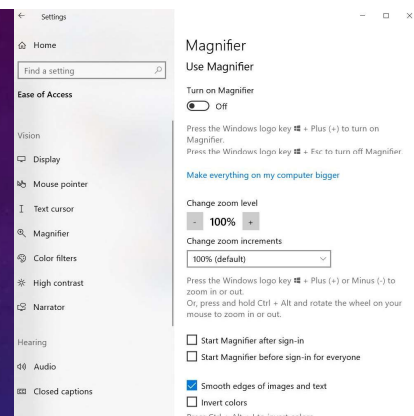 Settings
Home
Find a setting
Ease of Access
Vision
Display
Mouse pointer
Text cursor
Magnifier
Color filters
High contrast
Narrator
Hearing
Audio
Closed captions
Magnifier
Use Magnifier
Turn on Magnifier
Off
Press the Windows logo key + Plus (+) to turn on
Magnifier.
Press the Windows logo key + Esc to turn off Magnifier
Make everything on my computer bigger
Change zoom level
- 100% +
Change zoom increments
100% (default)
Press the Windows logo key + Plus (+) or Minus (-) to
zoom in or out.
Or, press and hold Ctrl + Alt and rotate the wheel on your
mouse to zoom in or out.
Start Magnifier after sign-in
Start Magnifier before sign-in for everyone
Smooth edges of images and text
Invert colors
Press Ctrl + Alt + I to invert colors